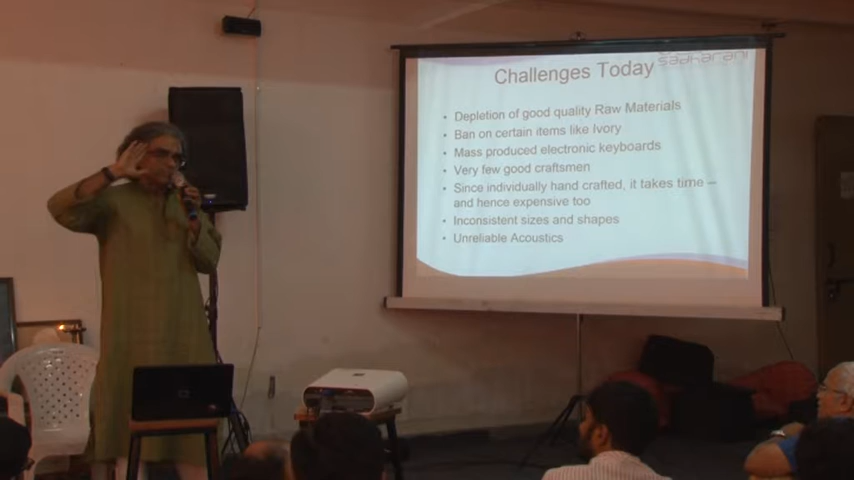 sadharani
Challenges Today
• Depletion of good quality Raw Materials
• Ban on certain items like Ivory
• Mass produced electronic keyboards
• Very few good craftsmen
• Since individually hand crafted, it takes time –
and hence expensive too
• Inconsistent sizes and shapes
• Unreliable Acoustics